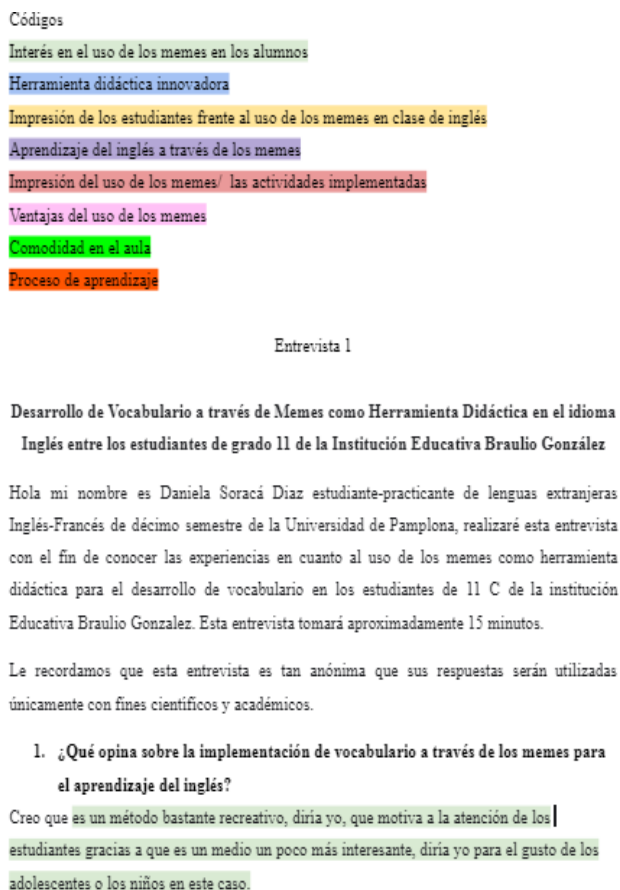 Códigos
Interés en el uso de los memes en los alumnos
Herramienta didáctica innovadora
Impresión de los estudiantes frente al uso de los memes en clase de inglés
Aprendizaje del inglés a través de los memes
Impresión del uso de los memes/ las actividades implementadas
Ventajas del uso de los memes
Comodidad en el aula
Proceso de aprendizaje
Entrevista 1
Desarrollo de Vocabulario a través de Memes como Herramienta Didáctica en el idioma
Inglés entre los estudiantes de grado 11 de la Institución Educativa Braulio González
Hola mi nombre es Daniela Soracá Diaz estudiante-practicante de lenguas extranjeras
Inglés-Francés de décimo semestre de la Universidad de Pamplona, realizaré esta entrevista
con el fin de conocer las experiencias en cuanto al uso de los memes como herramienta
didáctica para el desarrollo de vocabulario en los estudiantes de 11 C de la institución
Educativa Braulio Gonzalez. Esta entrevista tomará aproximadamente 15 minutos.
Le recordamos que esta entrevista es tan anónima que sus respuestas serán utilizadas
únicamente con fines científicos y académicos.
1. ¿Qué opina sobre la implementación de vocabulario a través de los memes para
el aprendizaje del inglés?
Creo que es un método bastante recreativo, diría yo, que motiva a la atención de los
estudiantes gracias a que es un medio un poco más interesante, diría yo para el gusto de los
adolescentes o los niños en este caso.